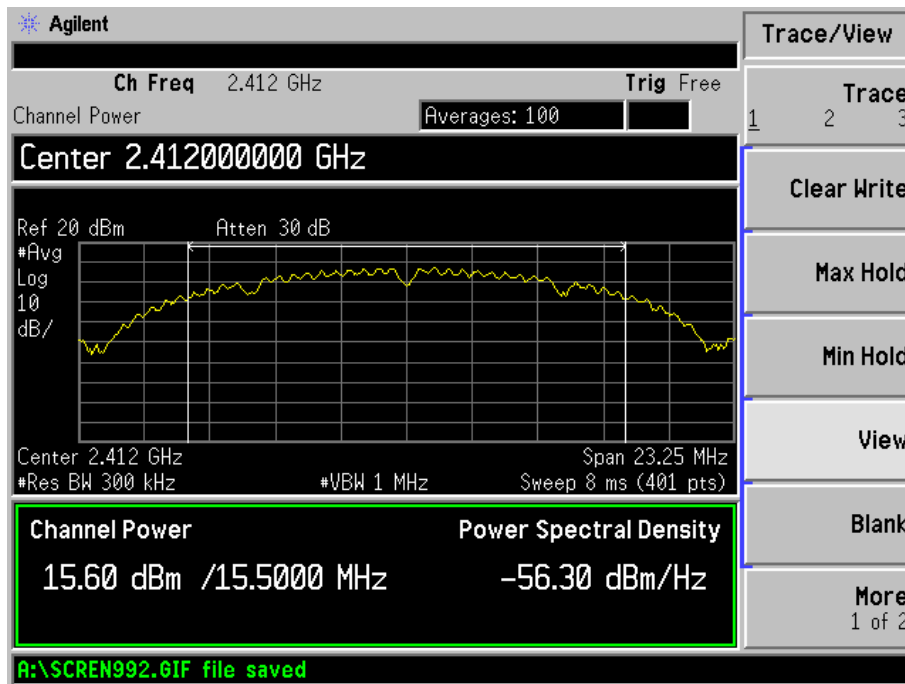 Agilent
Trace/View
Ch Freq 2.412 GHz Trig Free
Channel Power Averages: 100
Center 2.412000000 GHz
Ref 20 dBm Atten 30 dB
#Avg
Log
10
dB/
Center 2.412 GHz Span 23.25 MHz
#Res BW 300 kHz #VBW 1 MHz Sweep 8 ms (401 pts)
Channel Power Power Spectral Density
15.60 dBm /15.5000 MHz -56.30 dBm/Hz
A:\SCREN992.GIF file saved
Trace
1 2 3
Clear Write
Max Hold
Min Hold
View
Blank
More
1 of 2